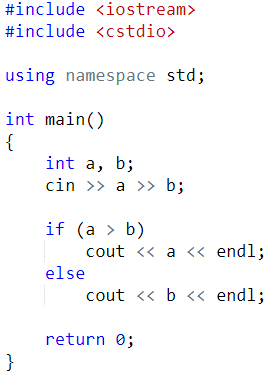 #include <iostream>
#include <cstdio>

using namespace std;

int main()
{
    int a, b;
    cin >> a >> b;

    if (a > b)
        cout << a << endl;
    else
        cout << b << endl;

    return 0;
}